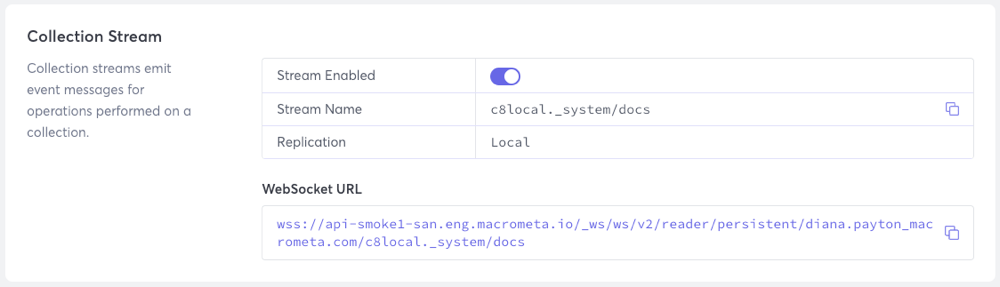 Collection Stream
Collection streams emit
event messages for
operations performed on a
collection.
Stream Enabled
Stream Name c8local._system/docs
Replication Local
WebSocket URL
wss://api-smoke1-san.eng.macrometa.io/_ws/ws/v2/reader/persistent/diana.payton_mac
rometa.com/c8local._system/docs